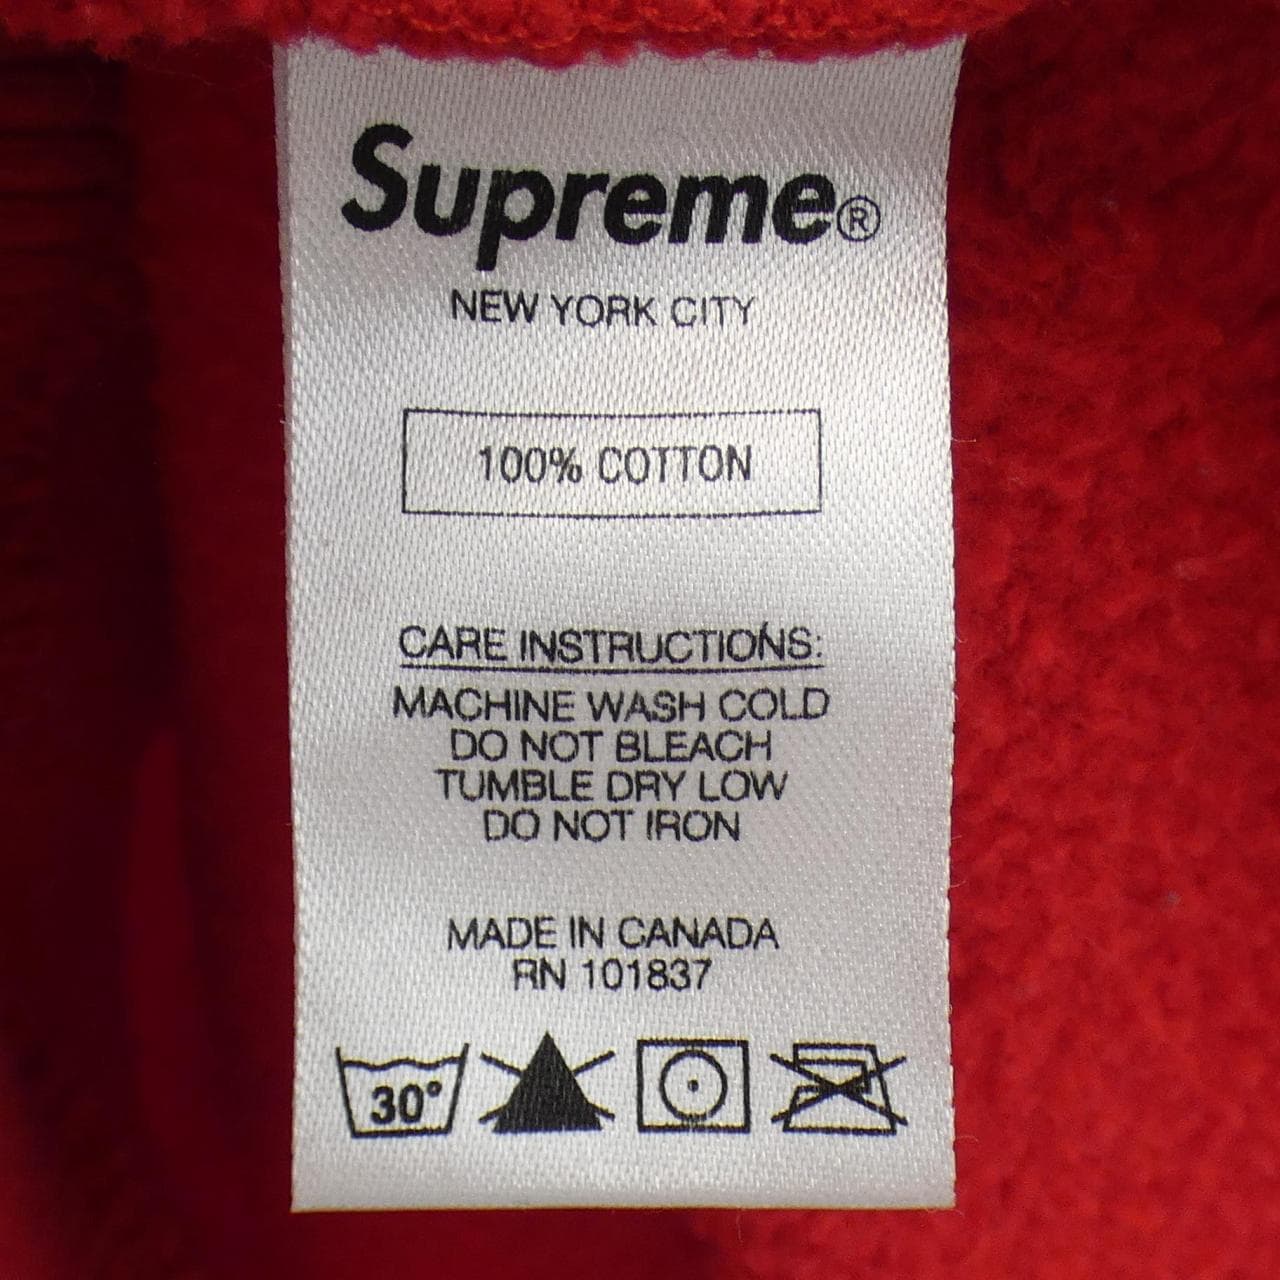 Supreme®
NEW YORK CITY
100% COTTON
CARE INSTRUCTIONS:
MACHINE WASH COLD
DO NOT BLEACH
TUMBLE DRY LOW
DO NOT IRON
MADE IN CANADA
RN 101837
30°